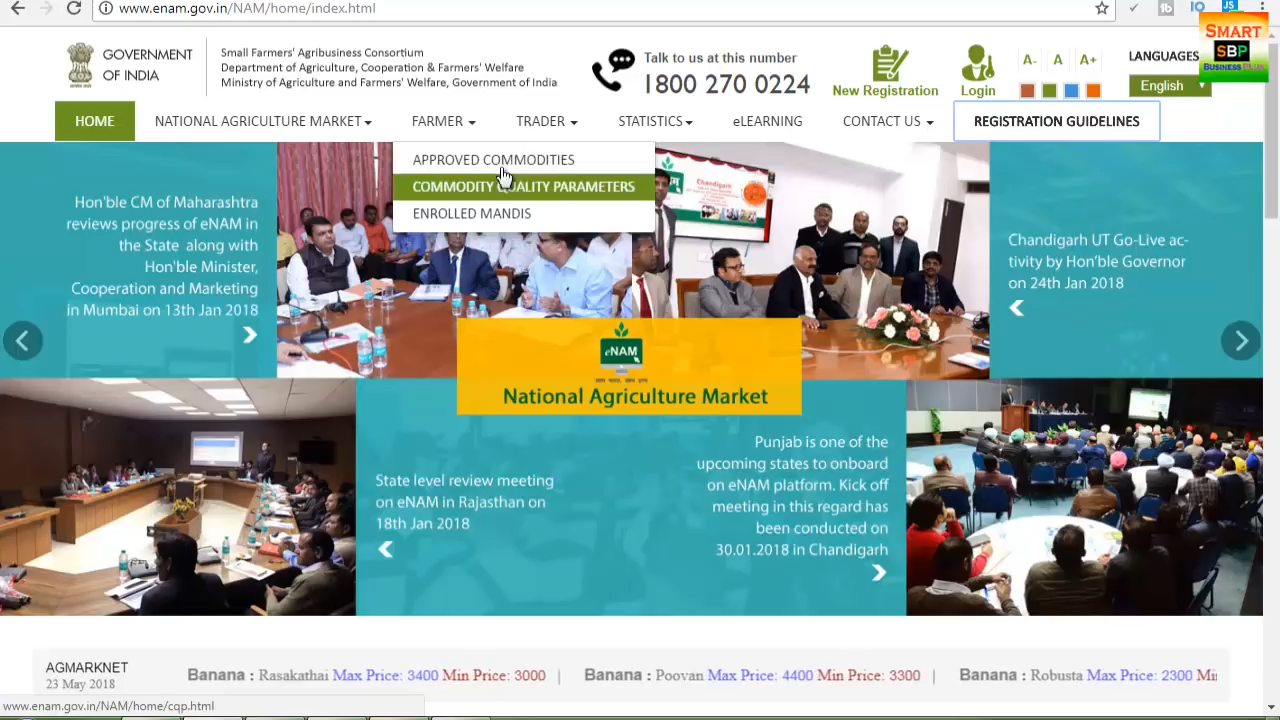 www.enam.gov.in/NAM/home/index.html
GOVERNMENT
OF INDIA
Small Farmers' Agribusiness Consortium
Department of Agriculture, Cooperation & Farmers' Welfare
Ministry of Agriculture and Farmers' Welfare, Government of India
Talk to us at this number
1800 270 0224
New Registration
Login
A- A A+
LANGUAGES
English
SMART
SBP
BUSINESS PLUS
HOME NATIONAL AGRICULTURE MARKET FARMER TRADER STATISTICS eLEARNING CONTACT US REGISTRATION GUIDELINES
APPROVED COMMODITIES
COMMODITY QUALITY PARAMETERS
ENROLLED MANDIS
Hon'ble CM of Maharashtra
reviews progress of eNAM in
the State along with
Hon'ble Minister,
Cooperation and Marketing
in Mumbai on 13th Jan 2018
Chandigarh
Chandigarh UT Go-Live ac-
tivity by Hon'ble Governor
on 24th Jan 2018
eNAM
National Agriculture Market
State level review meeting
on eNAM in Rajasthan on
18th Jan 2018
Punjab is one of the
upcoming states to onboard
on eNAM platform. Kick off
meeting in this regard has
been conducted on
30.01.2018 in Chandigarh
AGMARKNET
23 May 2018
Banana : Rasakathai Max Price: 3400 Min Price: 3000 | Banana : Poovan Max Price: 4400 Min Price: 3300 | Banana : Robusta Max Price: 2300 Mi
www.enam.gov.in/NAM/home/cqp.html